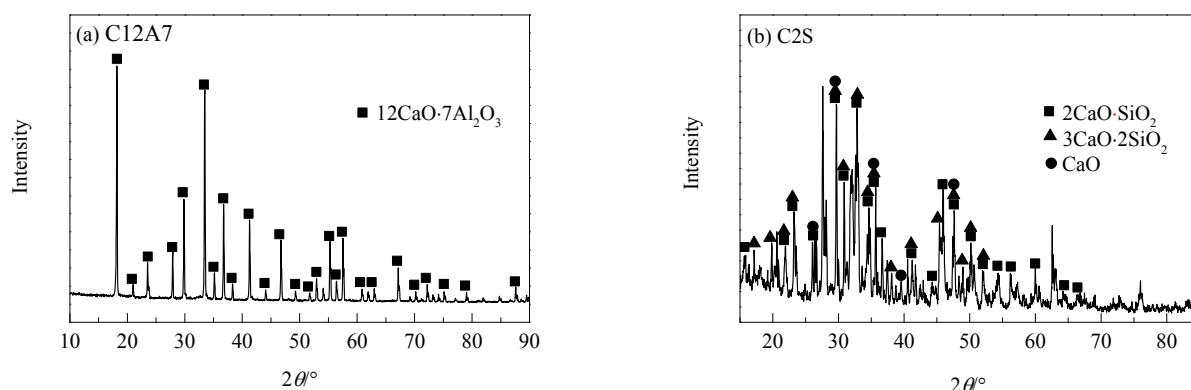 (a) C12A7
12CaO·7Al₂O₃
Intensity
10 20 30 40 50 60 70 80 90
2θ/°
(b) C2S
2CaO·SiO₂
3CaO·2SiO₂
CaO
Intensity
20 30 40 50 60 70 80
2θ/°